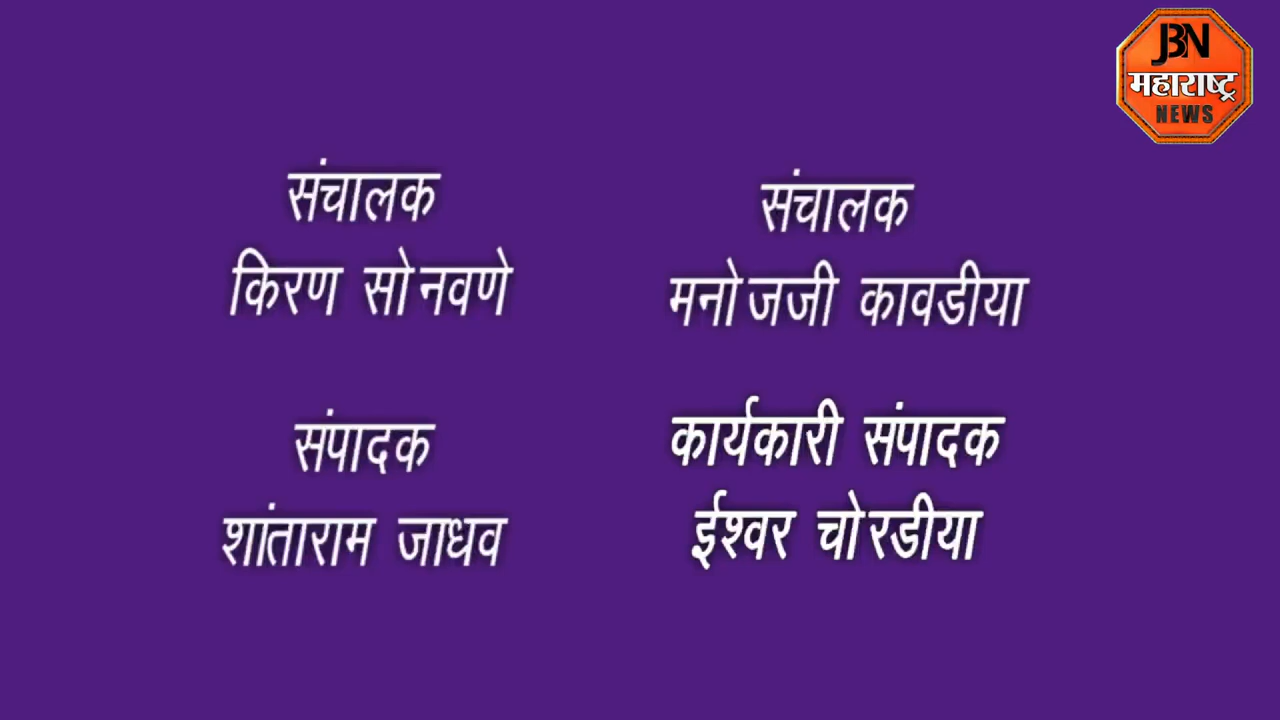 JBN
महाराष्ट्र
NEWS
संचालक
किरण सोनवणे
संचालक
मनोजजी कावडीया
संपादक
शांताराम जाधव
कार्यकारी संपादक
ईश्वर चोरडीया